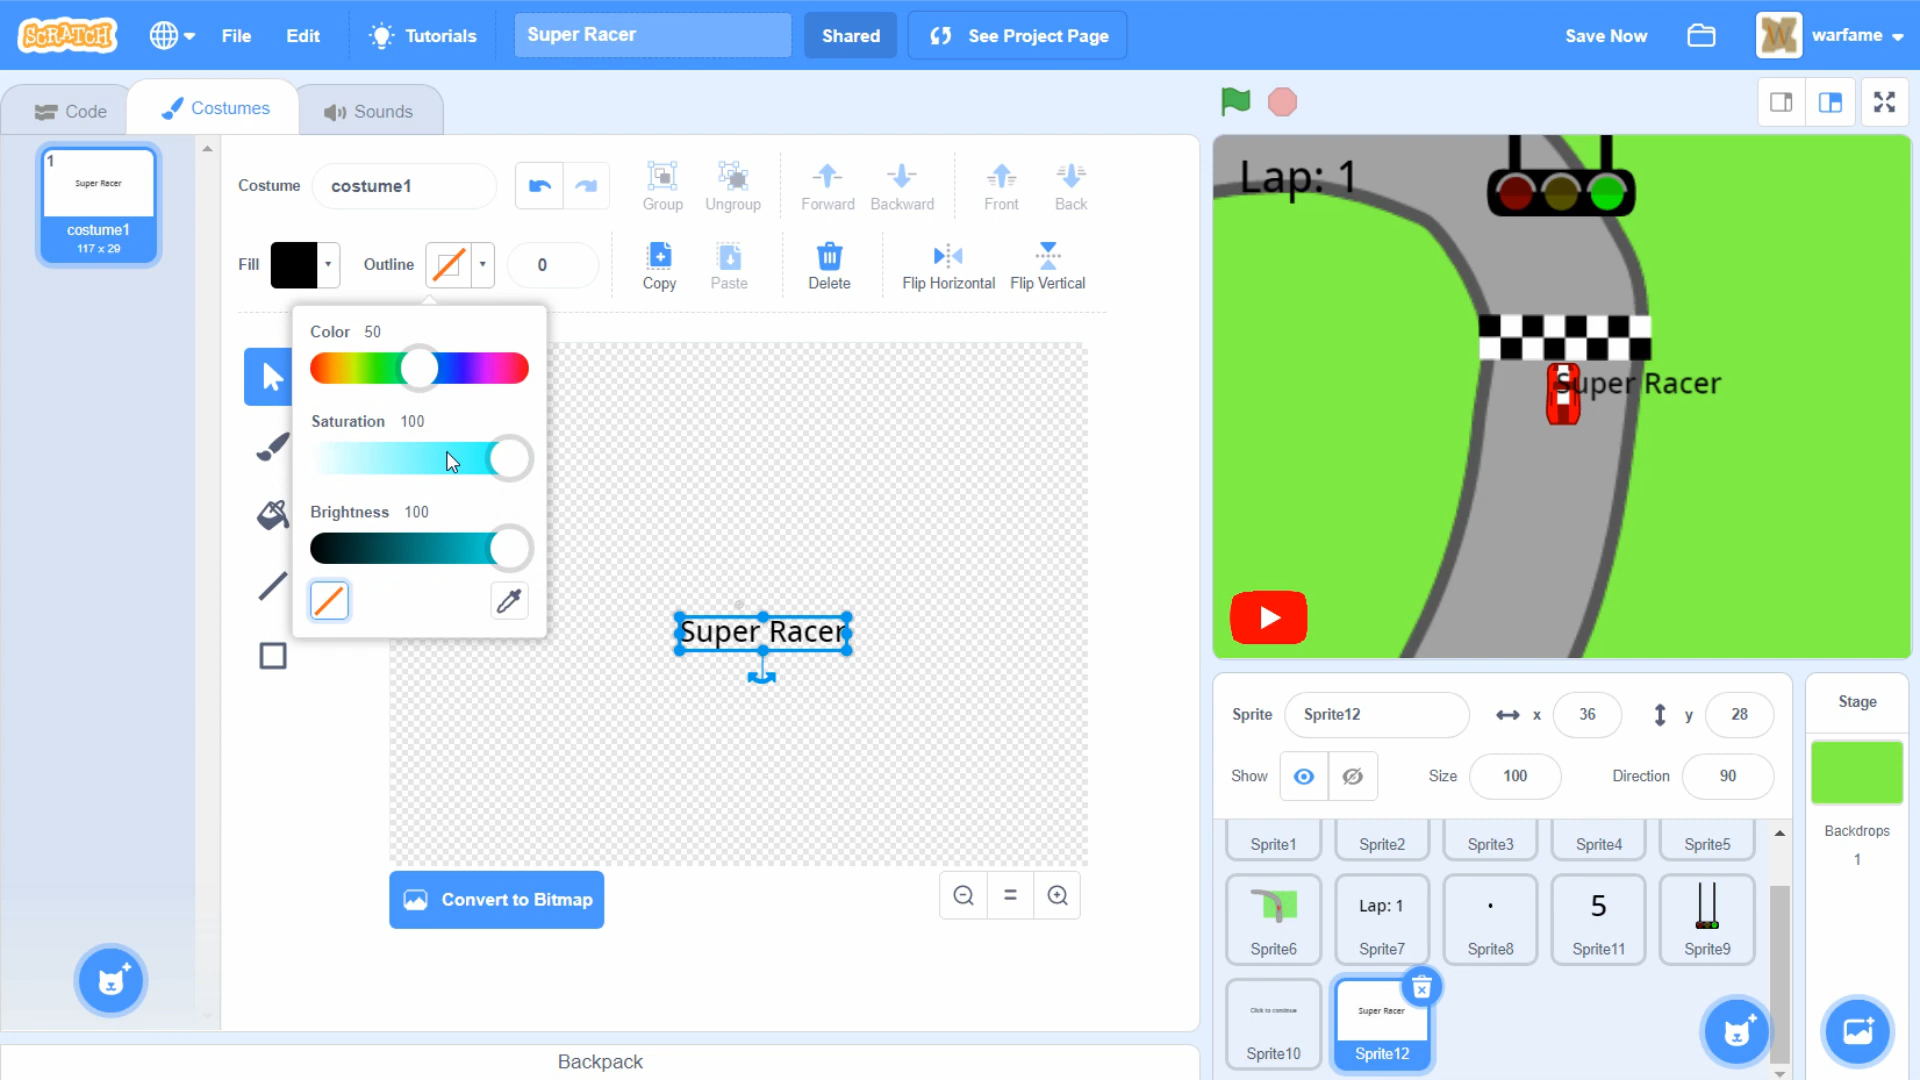 SCRATCH File Edit Tutorials Super Racer Shared See Project Page Save Now warfame
Code Costumes Sounds
1
Super Racer
costume1
117 x 29
Costume costume1 Group Ungroup Forward Backward Front Back
Fill Outline 0 Copy Paste Delete Flip Horizontal Flip Vertical
Color 50
Saturation 100
Brightness 100
Super Racer
Convert to Bitmap
Backpack
Lap: 1
Super Racer
Sprite Sprite12 x 36 y 28
Show Size 100 Direction 90
Sprite1 Sprite2 Sprite3 Sprite4 Sprite5
Lap: 1 5
Sprite6 Sprite7 Sprite8 Sprite11 Sprite9
Click to continue Super Racer
Sprite10 Sprite12
Stage
Backdrops
1